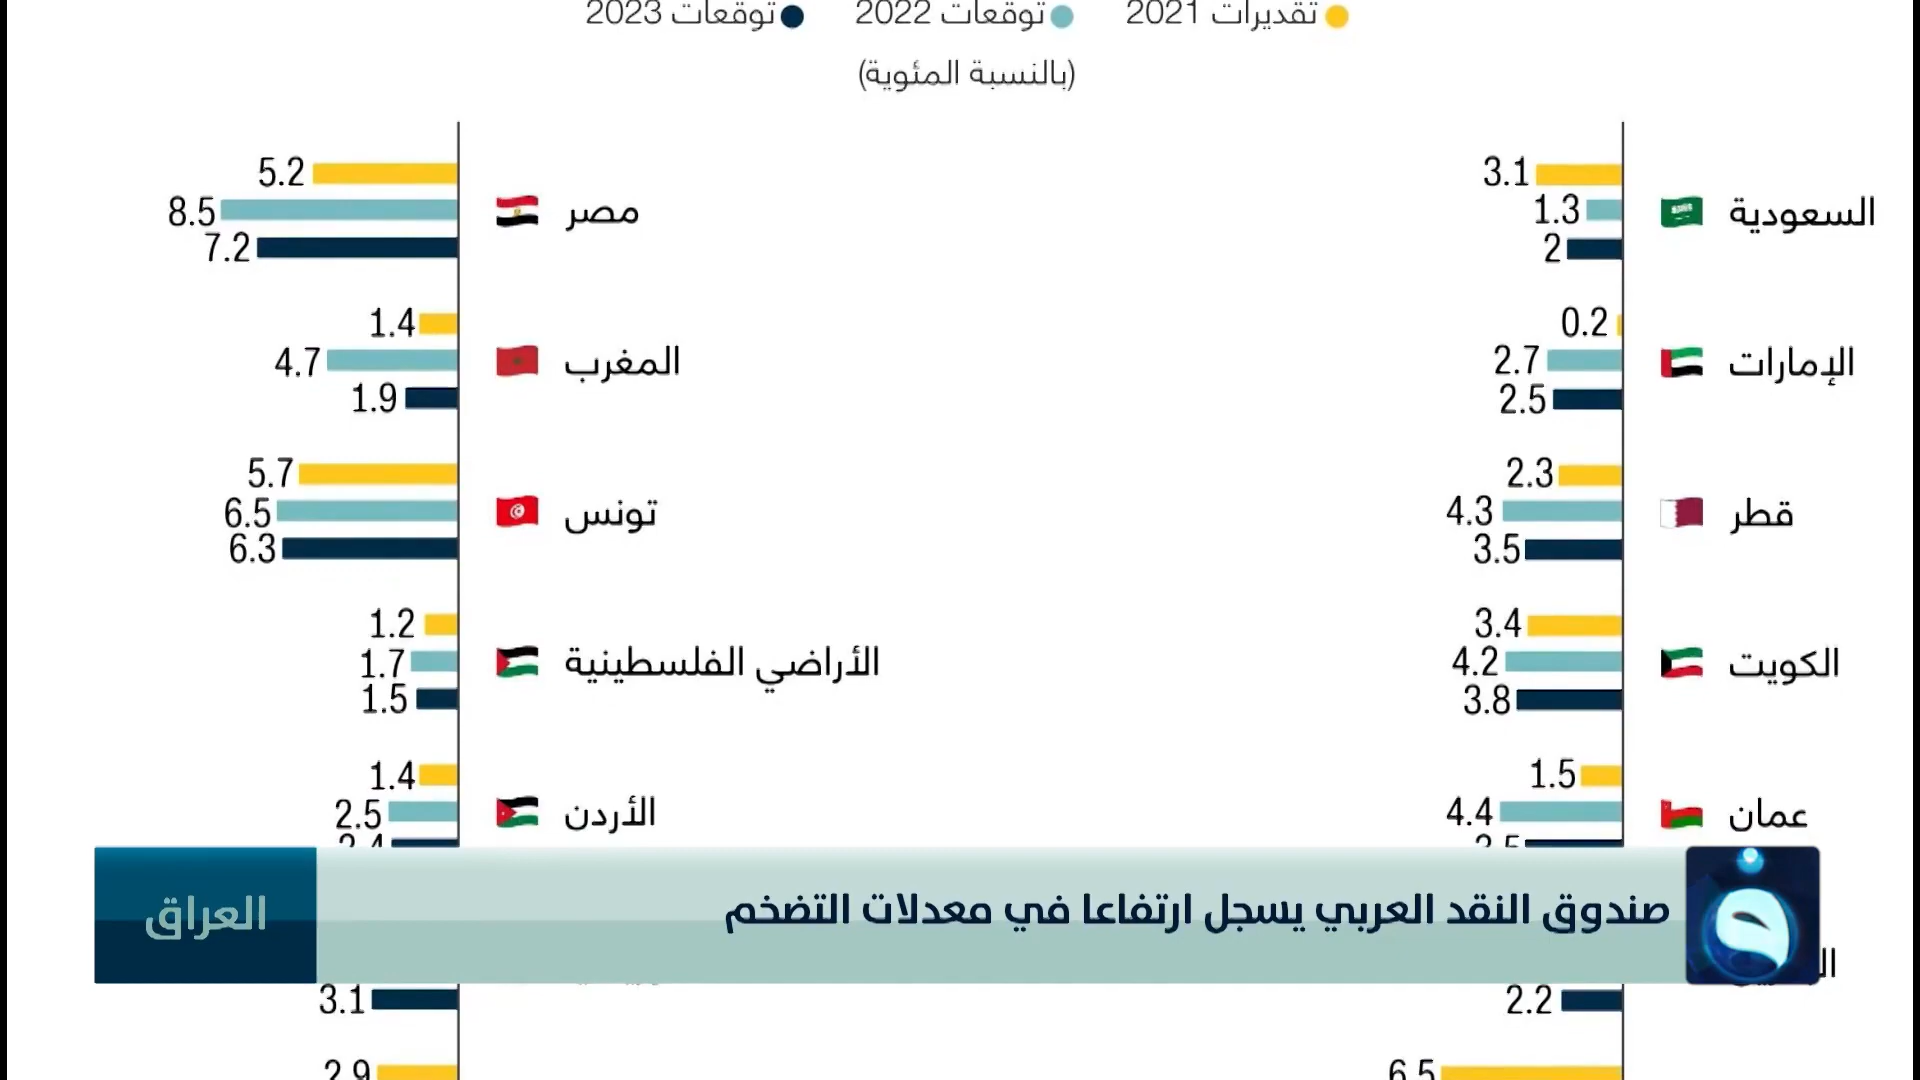 تقديرات 2021
توقعات 2022
توقعات 2023
(بالنسبة المئوية)
السعودية
3.1
1.3
2
الإمارات
0.2
2.7
2.5
قطر
2.3
4.3
3.5
الكويت
3.4
4.2
3.8
عمان
1.5
4.4
2.2
6.5
مصر
5.2
8.5
7.2
المغرب
1.4
4.7
1.9
تونس
5.7
6.5
6.3
الأراضي الفلسطينية
1.2
1.7
1.5
الأردن
1.4
2.5
3.1
2.9
صندوق النقد العربي يسجل ارتفاعا في معدلات التضخم
العراق